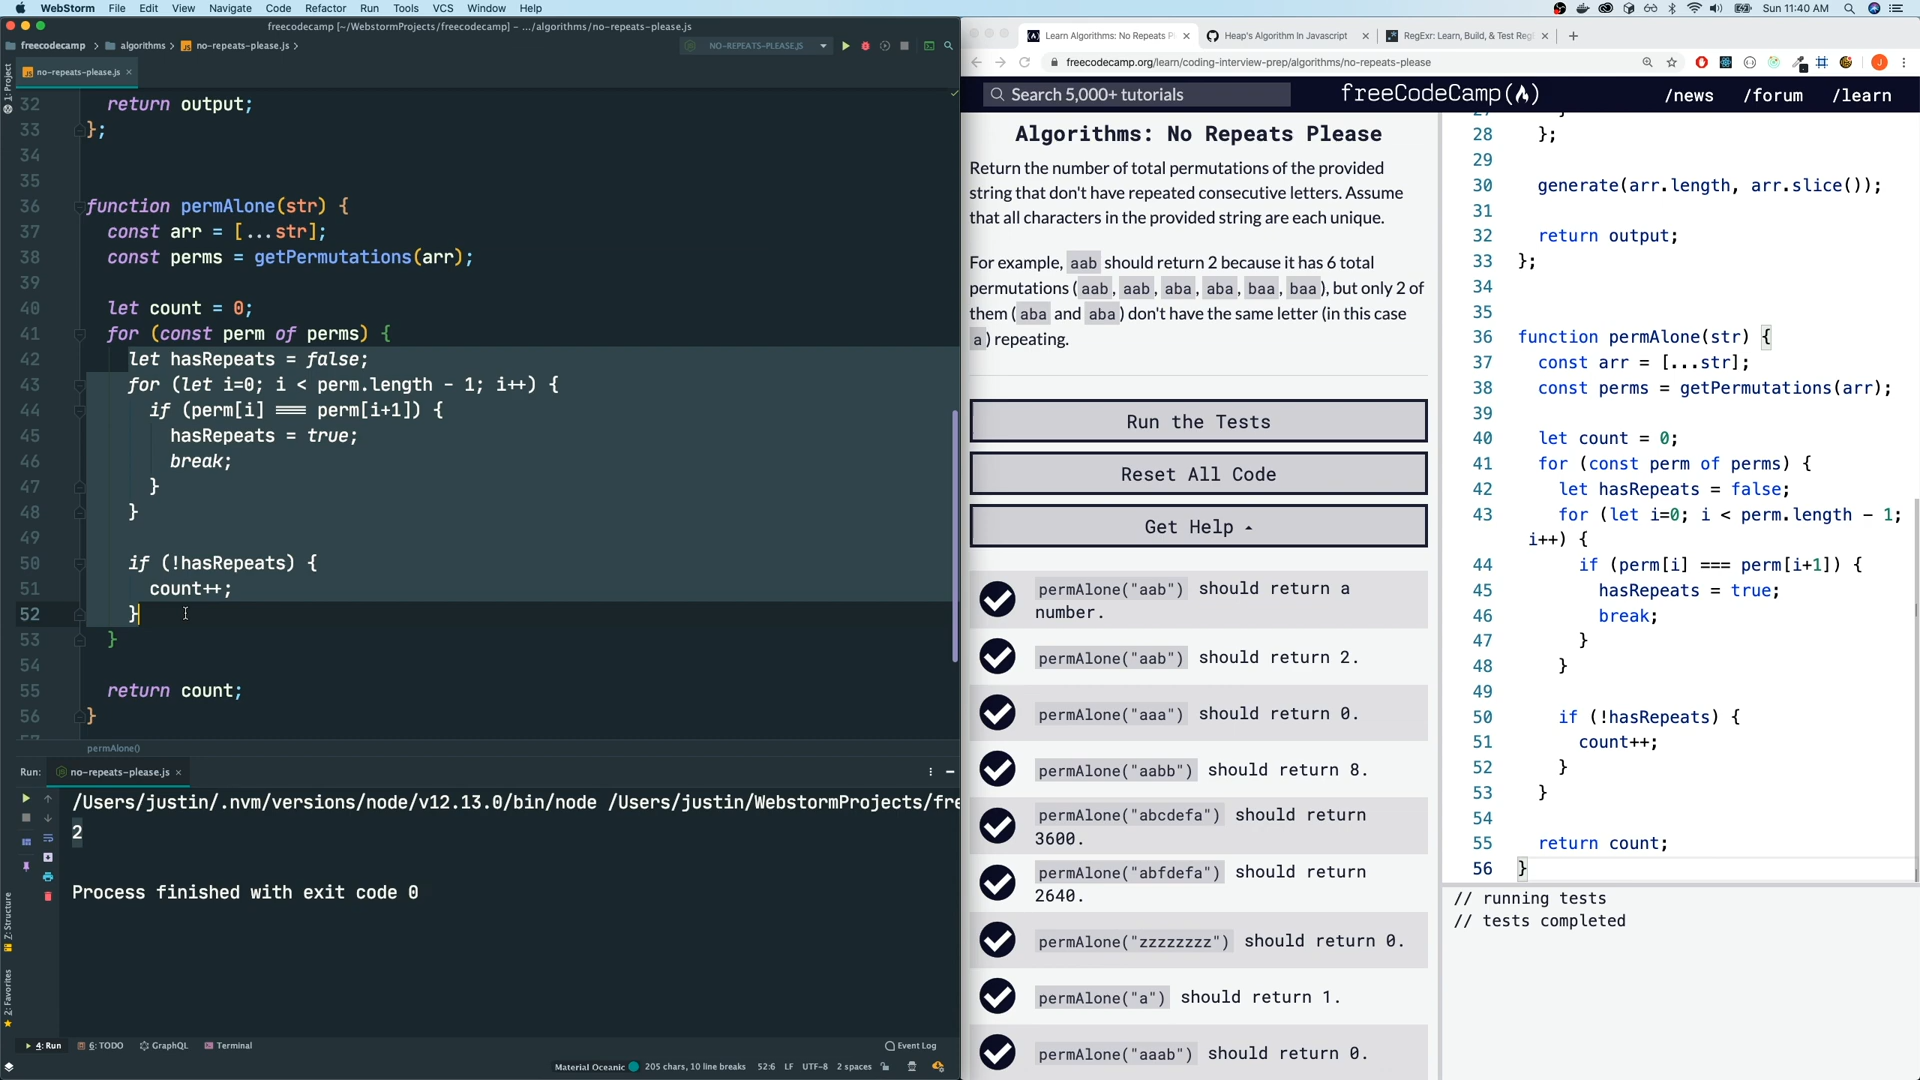 WebStorm File Edit View Navigate Code Refactor Run Tools VCS Window Help
Sun 11:40 AM
freecodecamp [~/WebstormProjects/freecodecamp] – .../algorithms/no-repeats-please.js
freecodecamp algorithms no-repeats-please.js
NO-REPEATS-PLEASE.JS
no-repeats-please.js
1: Project
32 return output;
33 };
34
35
36 function permAlone(str) {
37 const arr = [...str];
38 const perms = getPermutations(arr);
39
40 let count = 0;
41 for (const perm of perms) {
42 let hasRepeats = false;
43 for (let i=0; i < perm.length - 1; i++) {
44 if (perm[i] === perm[i+1]) {
45 hasRepeats = true;
46 break;
47 }
48 }
49
50 if (!hasRepeats) {
51 count++;
52 }
53 }
54
55 return count;
56 }
permAlone()
Run: no-repeats-please.js
/Users/justin/.nvm/versions/node/v12.13.0/bin/node /Users/justin/WebstormProjects/fre
2
Process finished with exit code 0
Z: Structure
2: Favorites
4: Run 6: TODO GraphQL Terminal
Event Log
Material Oceanic 205 chars, 10 line breaks 52:6 LF UTF-8 2 spaces
Learn Algorithms: No Repeats P
Heap's Algorithm In Javascript
RegExr: Learn, Build, & Test Reg
freecodecamp.org/learn/coding-interview-prep/algorithms/no-repeats-please
J
Search 5,000+ tutorials
freeCodeCamp
/news /forum /learn
Algorithms: No Repeats Please
Return the number of total permutations of the provided
string that don't have repeated consecutive letters. Assume
that all characters in the provided string are each unique.
For example, aab should return 2 because it has 6 total
permutations (aab, aab, aba, aba, baa, baa), but only 2 of
them (aba and aba) don't have the same letter (in this case
a) repeating.
Run the Tests
Reset All Code
Get Help
permAlone("aab") should return a
number.
permAlone("aab") should return 2.
permAlone("aaa") should return 0.
permAlone("aabb") should return 8.
permAlone("abcdefa") should return
3600.
permAlone("abfdefa") should return
2640.
permAlone("zzzzzzzz") should return 0.
permAlone("a") should return 1.
permAlone("aaab") should return 0.
28 };
29
30 generate(arr.length, arr.slice());
31
32 return output;
33 };
34
35
36 function permAlone(str) {
37 const arr = [...str];
38 const perms = getPermutations(arr);
39
40 let count = 0;
41 for (const perm of perms) {
42 let hasRepeats = false;
43 for (let i=0; i < perm.length - 1;
i++) {
44 if (perm[i] === perm[i+1]) {
45 hasRepeats = true;
46 break;
47 }
48 }
49
50 if (!hasRepeats) {
51 count++;
52 }
53 }
54
55 return count;
56 }
// running tests
// tests completed